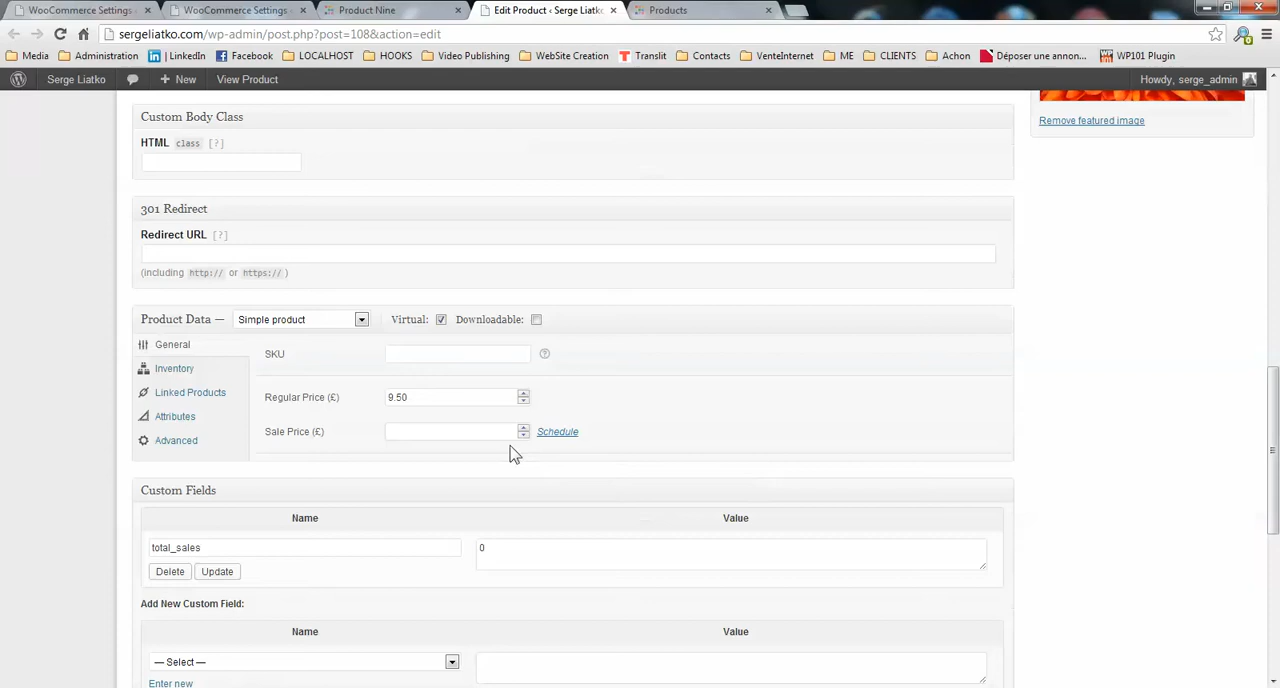 WooCommerce Settings
WooCommerce Settings
Product Nine
Edit Product ‹ Serge Liatko
Products
sergeliatko.com/wp-admin/post.php?post=108&action=edit
Media Administration LinkedIn Facebook LOCALHOST HOOKS Video Publishing WebSite Creation Translit Contacts VenteInternet ME CLIENTS Achon Déposer une annon... WP101 Plugin
Serge Liatko + New View Product Howdy, serge_admin
Custom Body Class
Remove featured image
HTML class [?]
301 Redirect
Redirect URL [?]
(including http:// or https://)
Product Data — Simple product Virtual: Downloadable:
General
SKU
Inventory
Linked Products
Regular Price (£) 9.50
Attributes
Sale Price (£) Schedule
Advanced
Custom Fields
Name Value
total_sales 0
Delete Update
Add New Custom Field:
Name Value
— Select —
Enter new